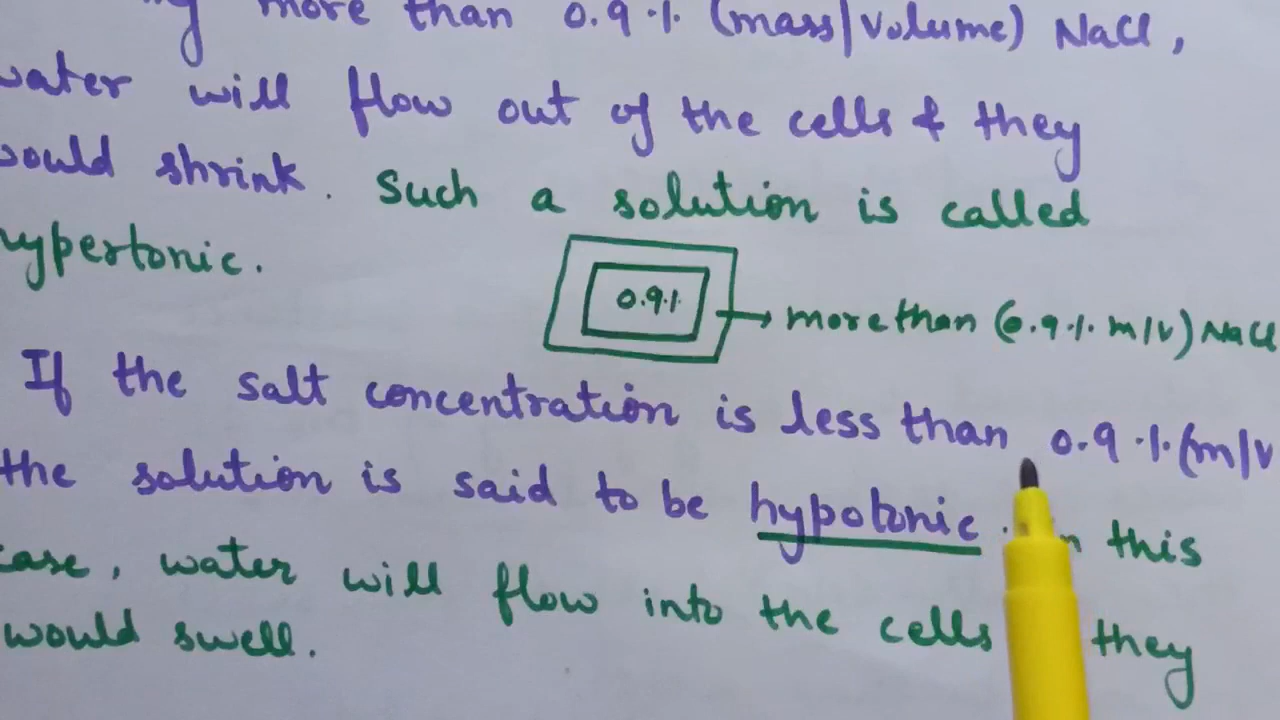 more than 0.9% (mass/volume) NaCl,
water will flow out of the cells & they
would shrink. Such a solution is called
hypertonic.
0.9%
more than (0.9% m/v) NaCl
If the salt concentration is less than 0.9% (m/v
the solution is said to be hypotonic. In this
case, water will flow into the cells they
would swell.